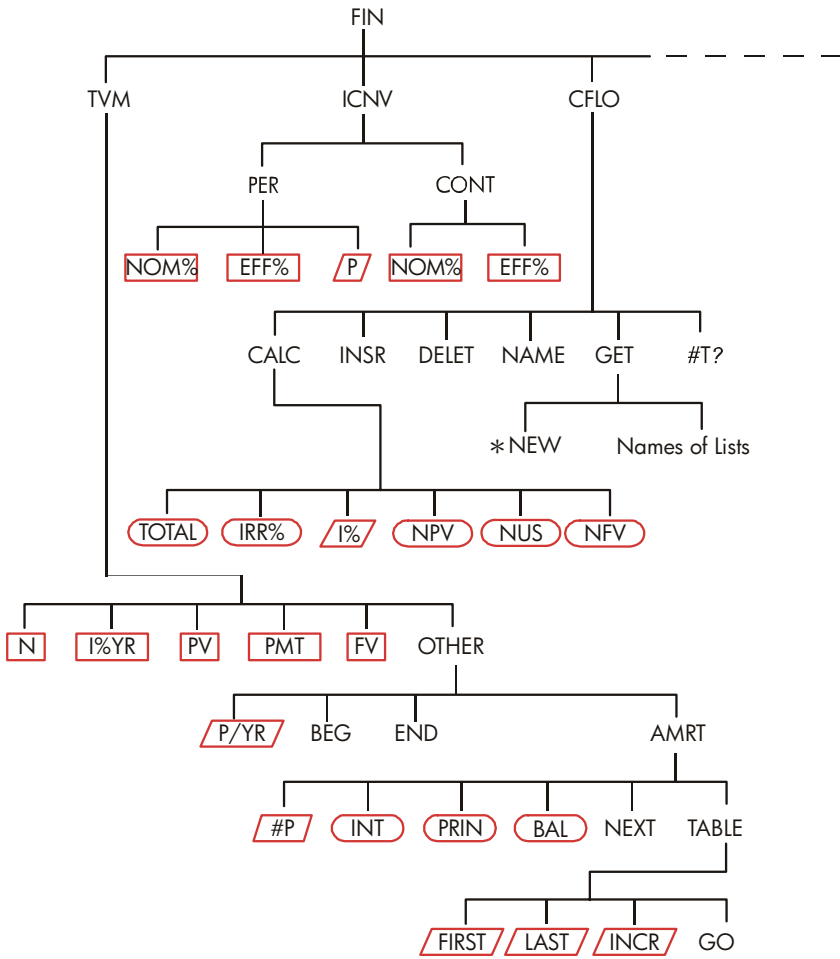 FIN
TVM ICNV CFLO
PER CONT
NOM% EFF% P NOM% EFF%
CALC INSR DELET NAME GET #T?
*NEW Names of Lists
TOTAL IRR% I% NPV NUS NFV
N I%YR PV PMT FV OTHER
P/YR BEG END AMRT
#P INT PRIN BAL NEXT TABLE
FIRST LAST INCR GO